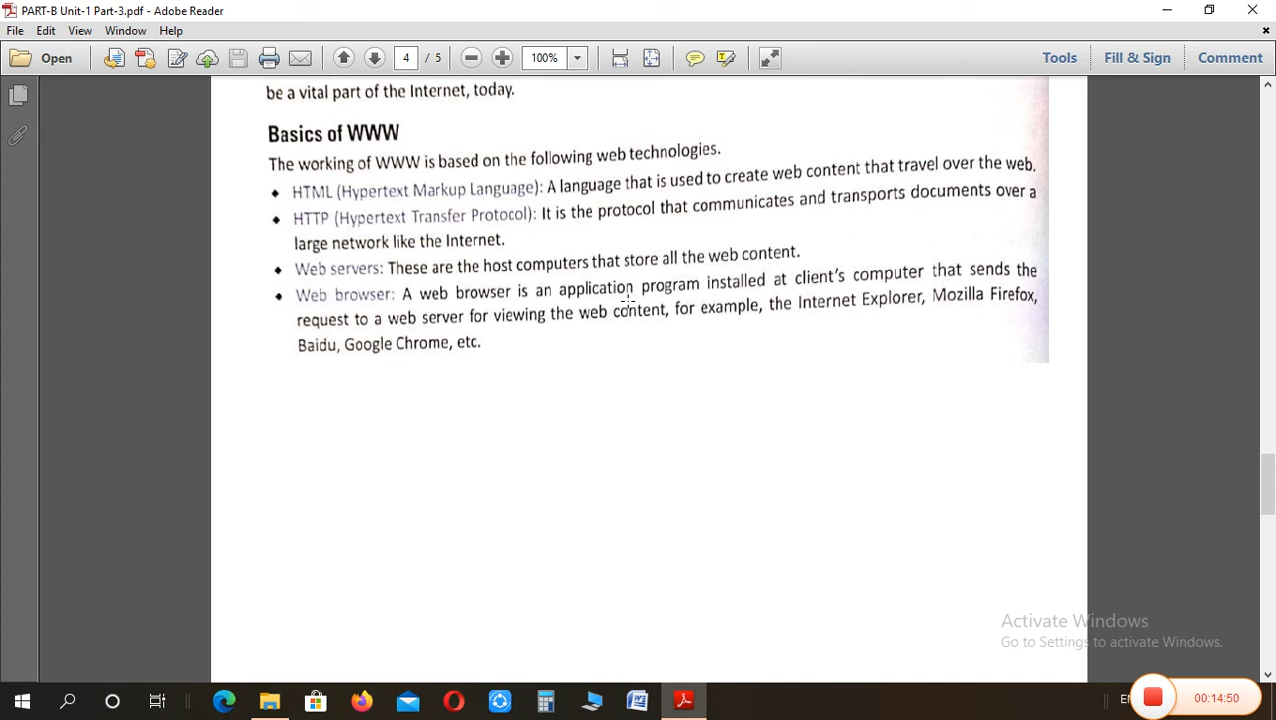 PART-B Unit-1 Part-3.pdf - Adobe Reader
File Edit View Window Help
Open 4 / 5 100% Tools Fill & Sign Comment
be a vital part of the Internet, today.
Basics of WWW
The working of WWW is based on the following web technologies.
HTML (Hypertext Markup Language): A language that is used to create web content that travel over the web.
HTTP (Hypertext Transfer Protocol): It is the protocol that communicates and transports documents over a
large network like the Internet.
Web servers: These are the host computers that store all the web content.
Web browser: A web browser is an application program installed at client's computer that sends the
request to a web server for viewing the web content, for example, the Internet Explorer, Mozilla Firefox,
Baidu, Google Chrome, etc.
Activate Windows
Go to Settings to activate Windows.
00:14:50